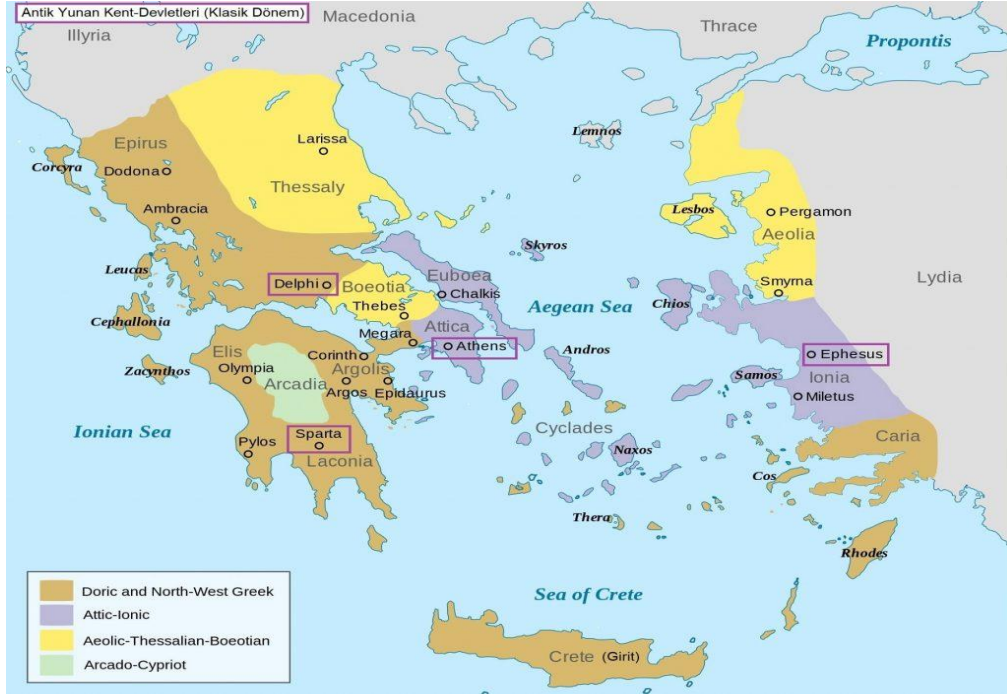 Antik Yunan Kent-Devletleri (Klasik Dönem)
Macedonia
Illyria
Thrace
Propontis
Epirus
Larissa
Lemnos
Corcyra
Dodona
Thessaly
Ambracia
Lesbos
Pergamon
Aeolia
Skyros
Leucas
Euboea
Lydia
Delphi
Boeotia
Chalkis
Smyrna
Thebes
Aegean Sea
Chios
Cephallonia
Attica
Megara
Athens
Andros
Ephesus
Elis
Corinth
Zacynthos
Olympia
Argolis
Samos
Ionia
Arcadia
Argos
Epidaurus
Miletus
Ionian Sea
Sparta
Cyclades
Caria
Pylos
Laconia
Naxos
Cos
Thera
Rhodes
Doric and North-West Greek
Attic-Ionic
Aeolic-Thessalian-Boeotian
Arcado-Cypriot
Sea of Crete
Crete (Girit)